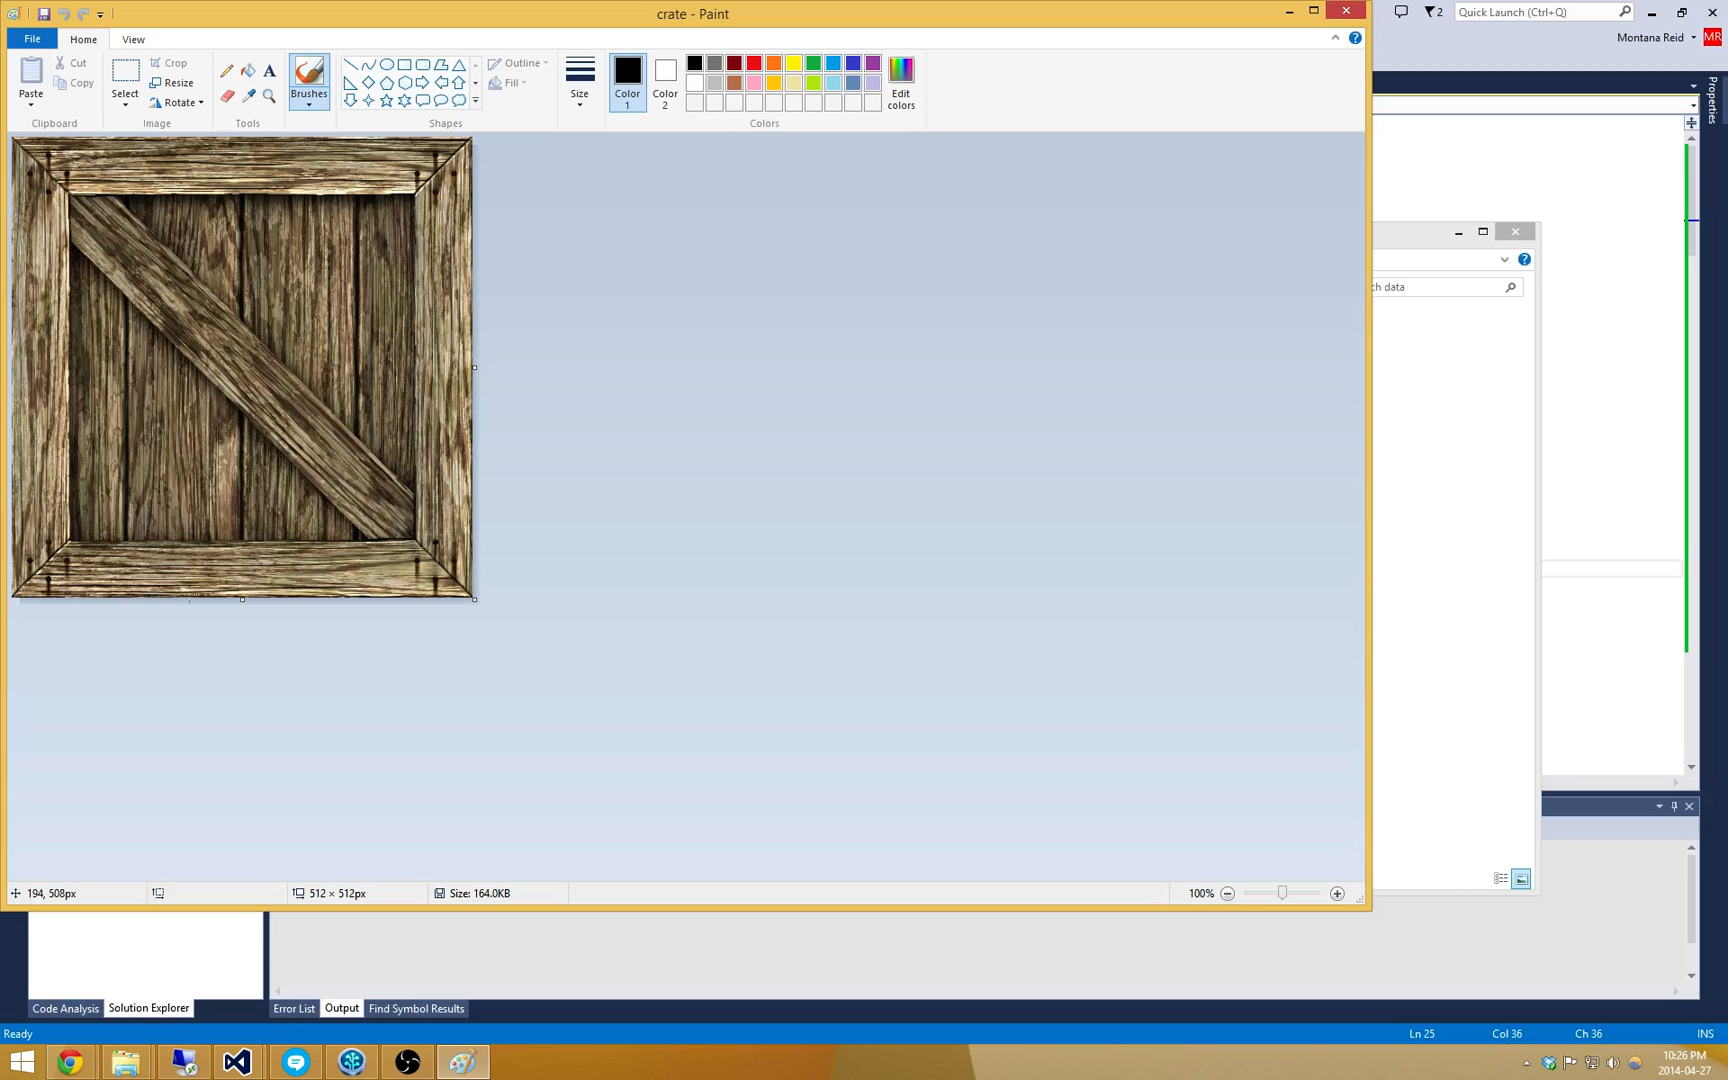 crate - Paint
Quick Launch (Ctrl+Q)
2
Montana Reid
MR
File
Home
View
Paste
Cut
Copy
Clipboard
Select
Crop
Resize
Rotate
Image
A
Tools
Brushes
Shapes
Outline
Fill
Size
Color
1
Color
2
Edit
colors
Colors
Properties
ch data
194, 508px
512 × 512px
Size: 164.0KB
100%
Code Analysis
Solution Explorer
Error List
Output
Find Symbol Results
Ready
Ln 25
Col 36
Ch 36
INS
10:26 PM
2014-04-27